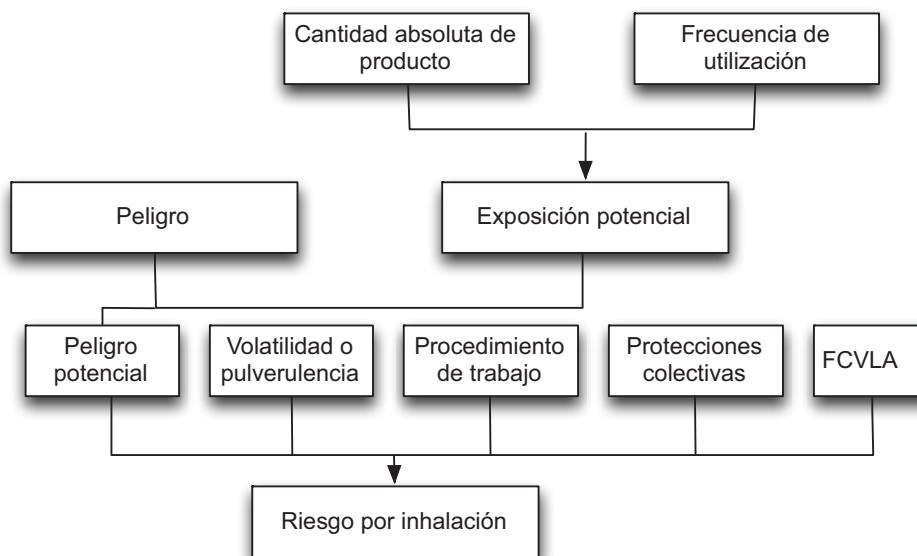 Cantidad absoluta de
producto
Frecuencia de
utilización
Peligro
Exposición potencial
Peligro
potencial
Volatilidad o
pulverulencia
Procedimiento
de trabajo
Protecciones
colectivas
FCVLA
Riesgo por inhalación